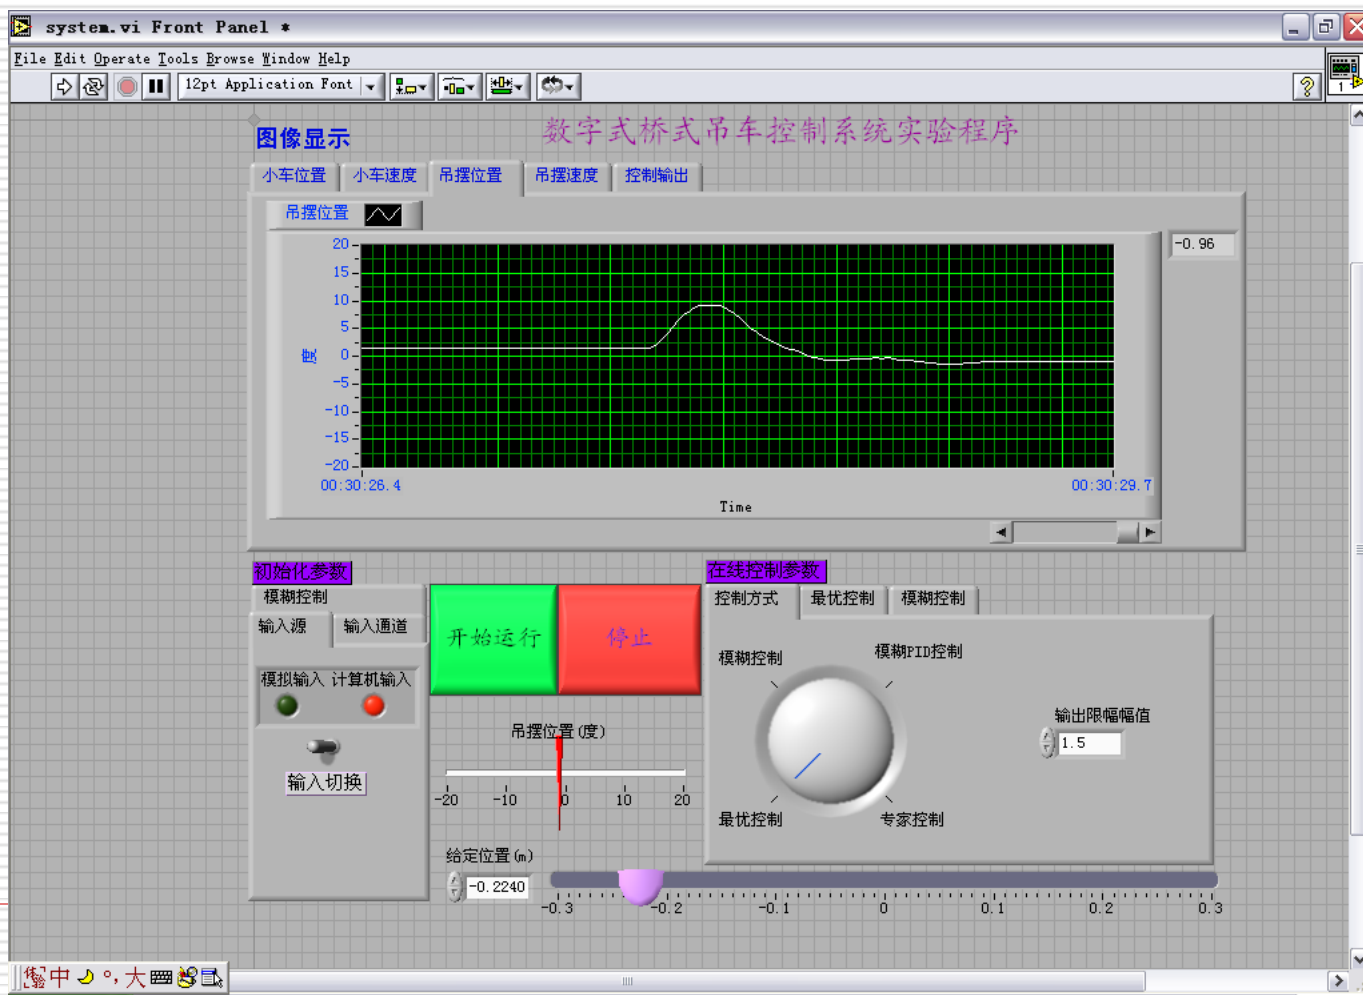 system.vi Front Panel *
File Edit Operate Tools Browse Window Help
12pt Application Font
1
图像显示
数字式桥式吊车控制系统实验程序
小车位置 小车速度 吊摆位置 吊摆速度 控制输出
吊摆位置
-0.96
20
15
10
5
0
-5
-10
-15
-20
度
00:30:26.4 00:30:29.7
Time
初始化参数
模糊控制
输入源 输入通道
模拟输入 计算机输入
输入切换
开始运行 停止
吊摆位置(度)
-20 -10 0 10 20
在线控制参数
控制方式 最优控制 模糊控制
模糊控制 模糊PID控制
最优控制 专家控制
输出限幅幅值
1.5
给定位置(m)
-0.2240
-0.3 -0.2 -0.1 0 0.1 0.2 0.3
中 °, 大